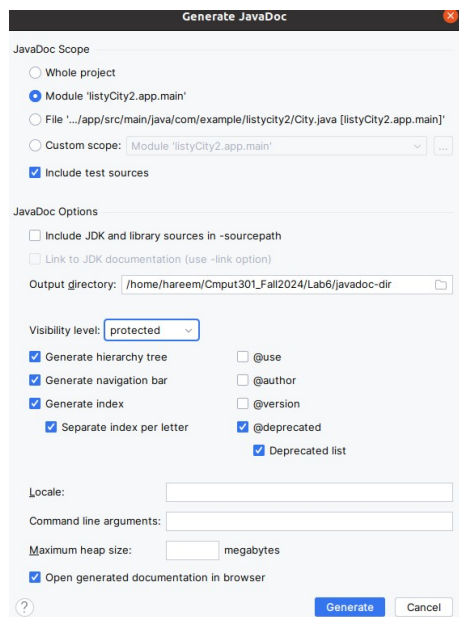 Generate JavaDoc
JavaDoc Scope
Whole project
Module 'listyCity2.app.main'
File '.../app/src/main/java/com/example/listycity2/City.java [listyCity2.app.main]'
Custom scope: Module 'listyCity2.app.main' ...
Include test sources
JavaDoc Options
Include JDK and library sources in -sourcepath
Link to JDK documentation (use -link option)
Output directory: /home/hareem/Cmput301_Fall2024/Lab6/javadoc-dir
Visibility level: protected
Generate hierarchy tree @use
Generate navigation bar @author
Generate index @version
Separate index per letter @deprecated
Deprecated list
Locale:
Command line arguments:
Maximum heap size: megabytes
Open generated documentation in browser
? Generate Cancel